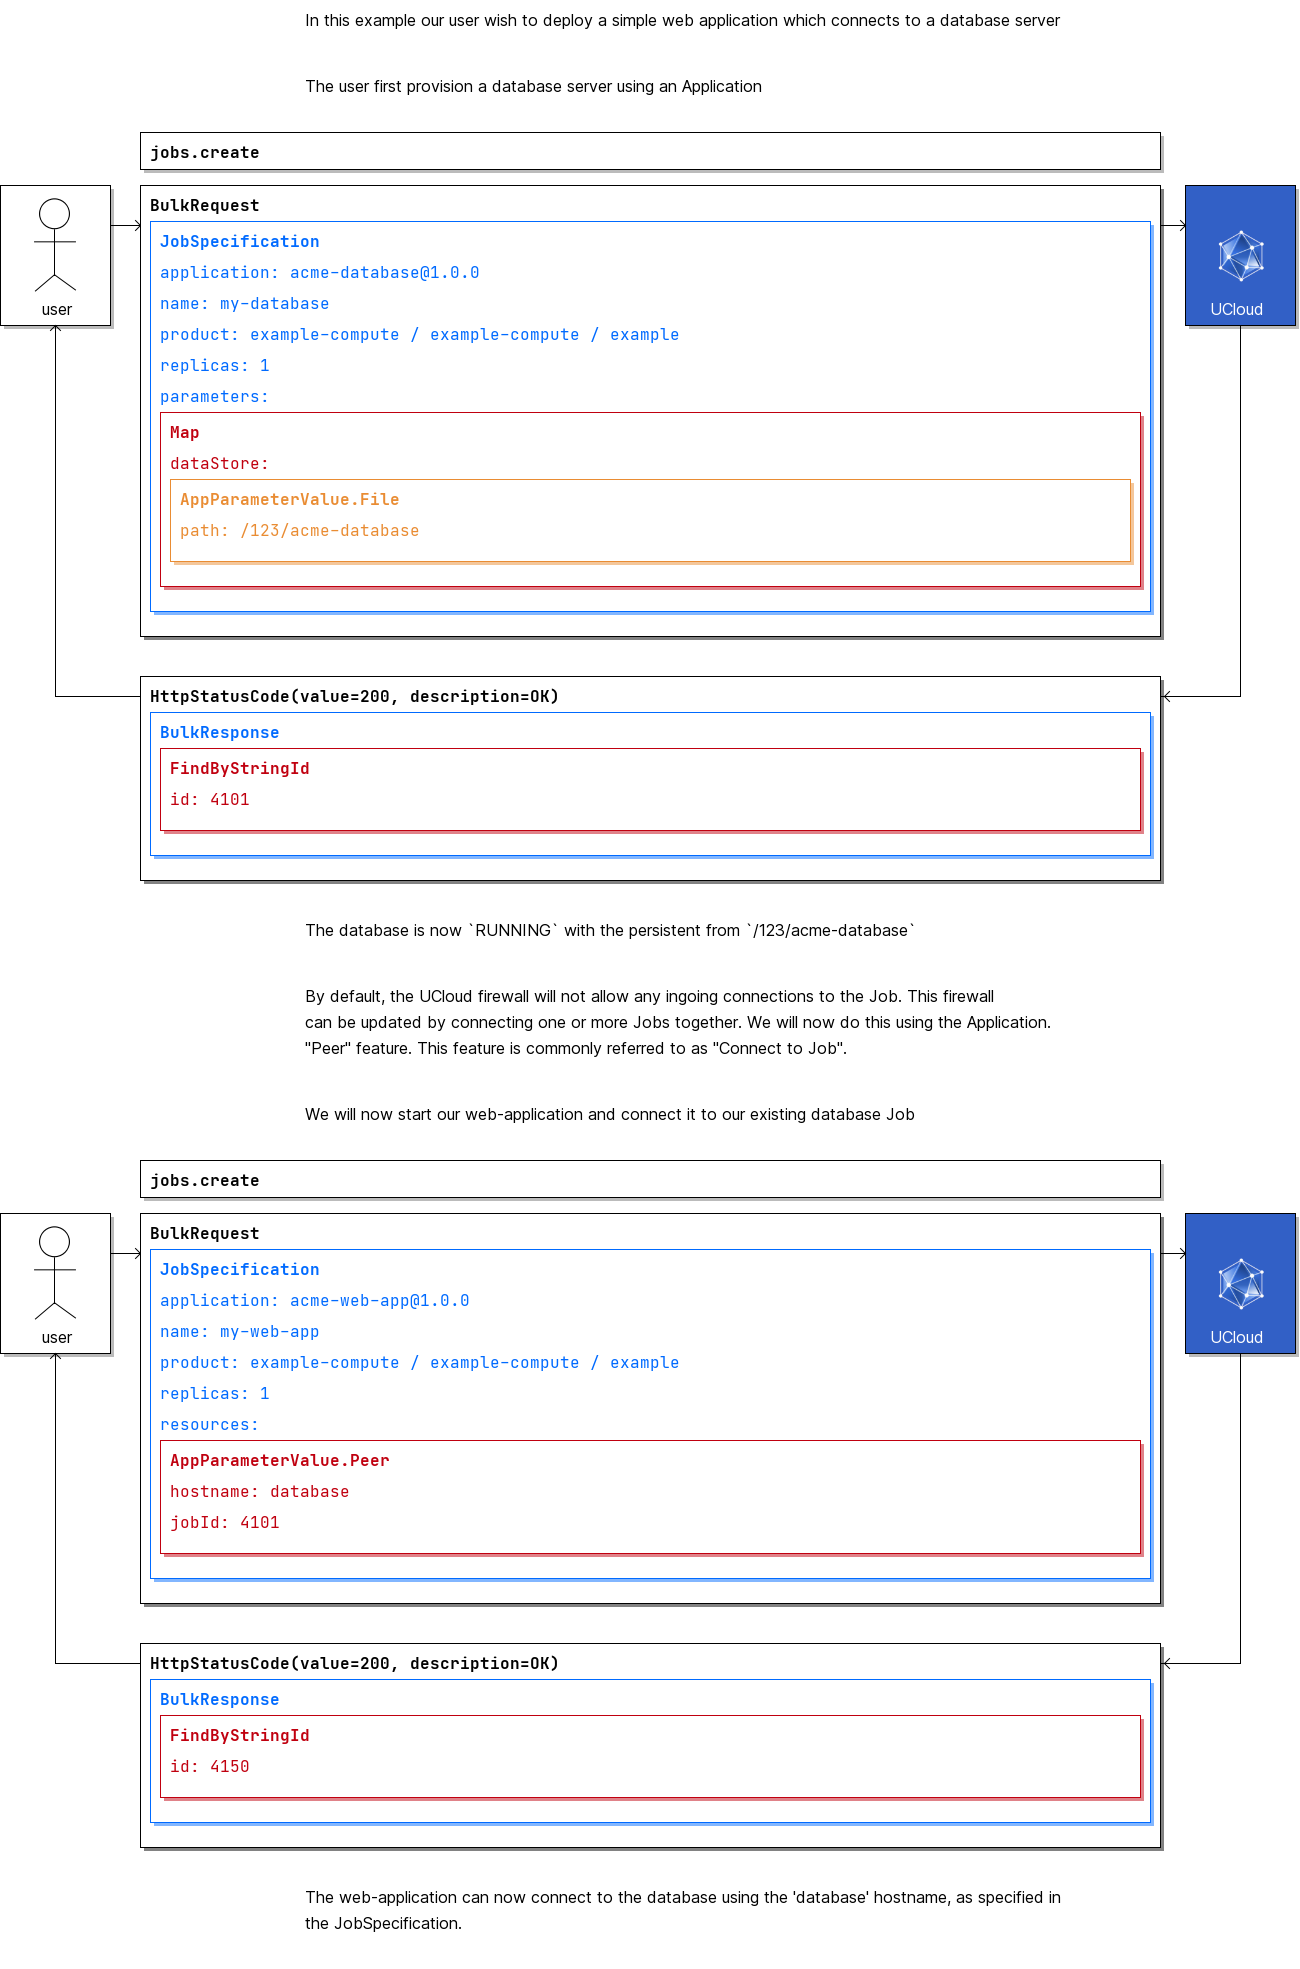 In this example our user wish to deploy a simple web application which connects to a database server
The user first provision a database server using an Application
jobs.create
BulkRequest
JobSpecification
application: acme-database@1.0.0
name: my-database
product: example-compute / example-compute / example
replicas: 1
parameters:
Map
dataStore:
AppParameterValue.File
path: /123/acme-database
user
UCloud
HttpStatusCode(value=200, description=OK)
BulkResponse
FindByStringId
id: 4101
The database is now `RUNNING` with the persistent from `/123/acme-database`
By default, the UCloud firewall will not allow any ingoing connections to the Job. This firewall
can be updated by connecting one or more Jobs together. We will now do this using the Application.
"Peer" feature. This feature is commonly referred to as "Connect to Job".
We will now start our web-application and connect it to our existing database Job
jobs.create
BulkRequest
JobSpecification
application: acme-web-app@1.0.0
name: my-web-app
product: example-compute / example-compute / example
replicas: 1
resources:
AppParameterValue.Peer
hostname: database
jobId: 4101
user
UCloud
HttpStatusCode(value=200, description=OK)
BulkResponse
FindByStringId
id: 4150
The web-application can now connect to the database using the 'database' hostname, as specified in
the JobSpecification.